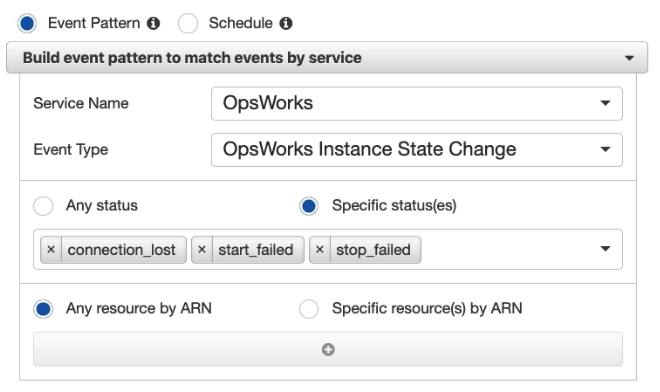 Event Pattern Schedule
Build event pattern to match events by service
Service Name OpsWorks
Event Type OpsWorks Instance State Change
Any status Specific status(es)
× connection_lost × start_failed × stop_failed
Any resource by ARN Specific resource(s) by ARN